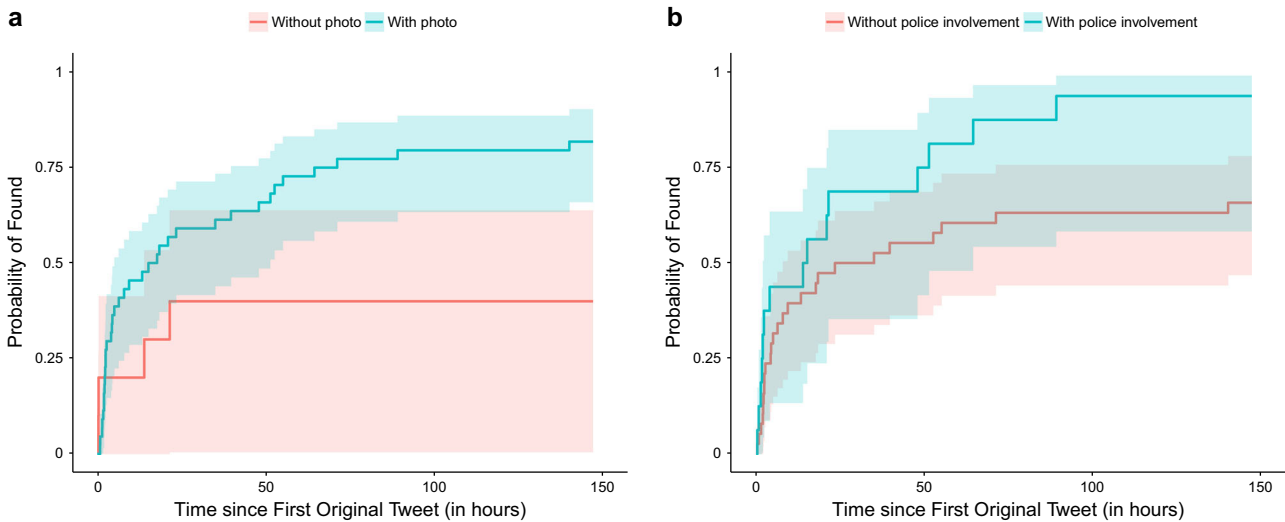 a
Without photo With photo
1
0.75
0.5
0.25
0
Probability of Found
0 50 100 150
Time since First Original Tweet (in hours)
b
Without police involvement With police involvement
1
0.75
0.5
0.25
0
Probability of Found
0 50 100 150
Time since First Original Tweet (in hours)